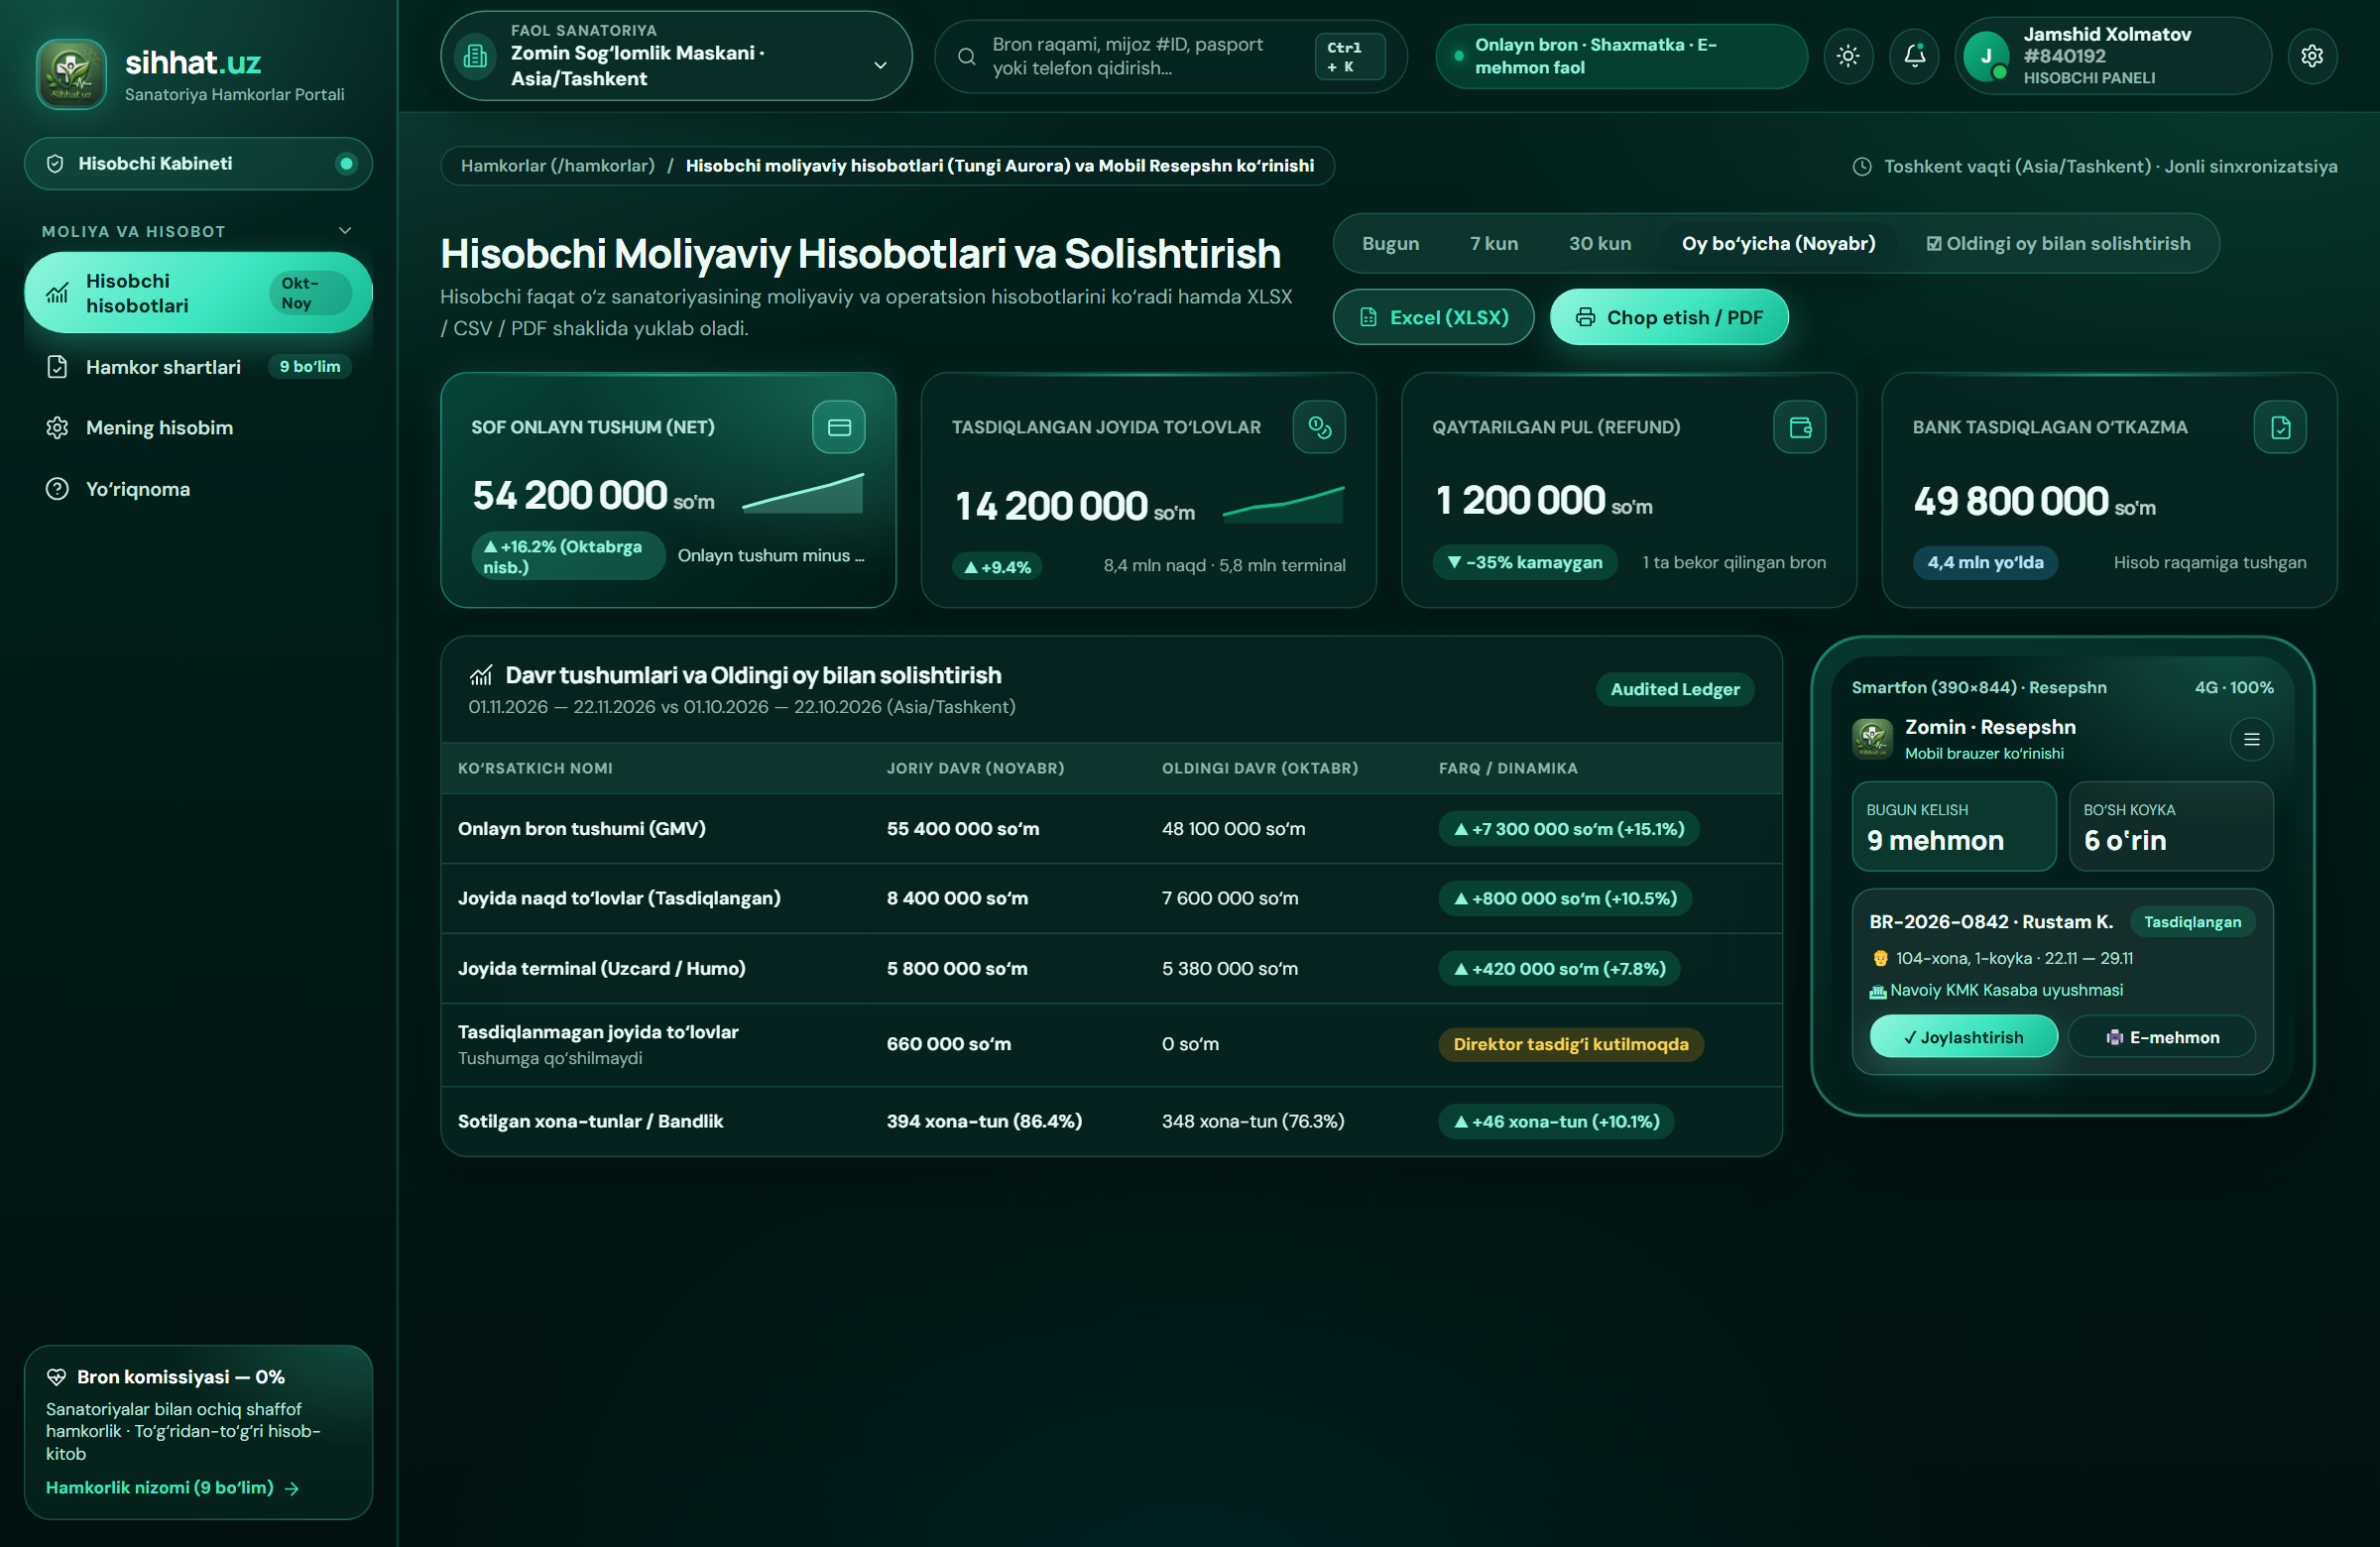 sihhat.uz
Sanatoriya Hamkorlar Portali
Hisobchi Kabineti
MOLIYA VA HISOBOT
Hisobchi
hisobotlari
Okt-
Noy
Hamkor shartlari
9 bo‘lim
Mening hisobim
Yo‘riqnoma
Bron komissiyasi — 0%
Sanatoriyalar bilan ochiq shaffof
hamkorlik · To‘g‘ridan-to‘g‘ri hisob-
kitob
Hamkorlik nizomi (9 bo‘lim) →
FAOL SANATORIYA
Zomin Sog‘lomlik Maskani ·
Asia/Tashkent
Bron raqami, mijoz #ID, pasport
yoki telefon qidirish...
Ctrl
+ K
Onlayn bron · Shaxmatka · E-
mehmon faol
J
Jamshid Xolmatov
#840192
HISOBCHI PANELI
Hamkorlar (/hamkorlar) / Hisobchi moliyaviy hisobotlari (Tungi Aurora) va Mobil Resepshn ko‘rinishi
Toshkent vaqti (Asia/Tashkent) · Jonli sinxronizatsiya
Hisobchi Moliyaviy Hisobotlari va Solishtirish
Hisobchi faqat o‘z sanatoriyasining moliyaviy va operatsion hisobotlarini ko‘radi hamda XLSX
/ CSV / PDF shaklida yuklab oladi.
Bugun
7 kun
30 kun
Oy bo‘yicha (Noyabr)
☑ Oldingi oy bilan solishtirish
Excel (XLSX)
Chop etish / PDF
SOF ONLAYN TUSHUM (NET)
54 200 000 so‘m
▲ +16.2% (Oktabrga
nisb.)
Onlayn tushum minus ...
TASDIQLANGAN JOYIDA TO‘LOVLAR
14 200 000 so‘m
▲ +9.4%
8,4 mln naqd · 5,8 mln terminal
QAYTARILGAN PUL (REFUND)
1 200 000 so‘m
▼ -35% kamaygan
1 ta bekor qilingan bron
BANK TASDIQLAGAN O‘TKAZMA
49 800 000 so‘m
4,4 mln yo‘lda
Hisob raqamiga tushgan
Davr tushumlari va Oldingi oy bilan solishtirish
01.11.2026 — 22.11.2026 vs 01.10.2026 — 22.10.2026 (Asia/Tashkent)
Audited Ledger
KO‘RSATKICH NOMI
JORIY DAVR (NOYABR)
OLDINGI DAVR (OKTABR)
FARQ / DINAMIKA
Onlayn bron tushumi (GMV)
55 400 000 so‘m
48 100 000 so‘m
▲ +7 300 000 so‘m (+15.1%)
Joyida naqd to‘lovlar (Tasdiqlangan)
8 400 000 so‘m
7 600 000 so‘m
▲ +800 000 so‘m (+10.5%)
Joyida terminal (Uzcard / Humo)
5 800 000 so‘m
5 380 000 so‘m
▲ +420 000 so‘m (+7.8%)
Tasdiqlanmagan joyida to‘lovlar
Tushumga qo‘shilmaydi
660 000 so‘m
0 so‘m
Direktor tasdig‘i kutilmoqda
Sotilgan xona-tunlar / Bandlik
394 xona-tun (86.4%)
348 xona-tun (76.3%)
▲ +46 xona-tun (+10.1%)
Smartfon (390×844) · Resepshn
4G · 100%
Zomin · Resepshn
Mobil brauzer ko‘rinishi
BUGUN KELISH
9 mehmon
BO‘SH KOYKA
6 o‘rin
BR-2026-0842 · Rustam K.
Tasdiqlangan
104-xona, 1-koyka · 22.11 — 29.11
Navoiy KMK Kasaba uyushmasi
✓ Joylashtirish
E-mehmon